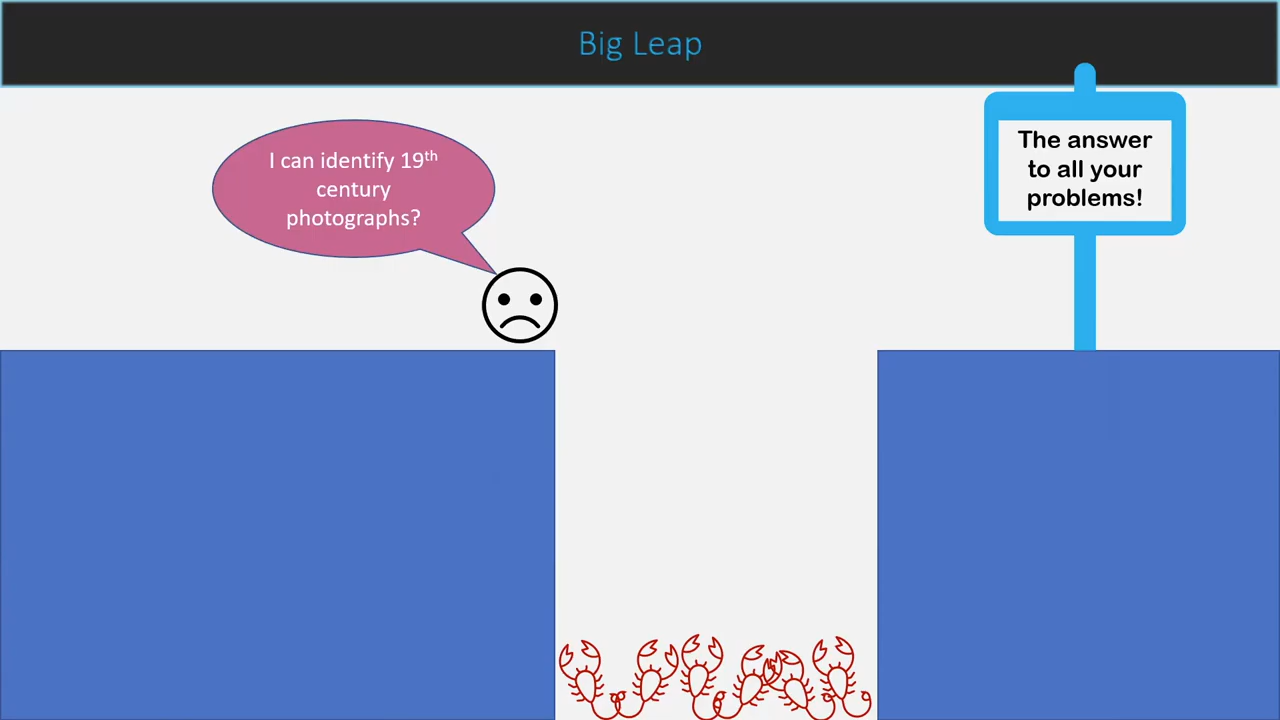 Big Leap
I can identify 19th
century
photographs?
The answer
to all your
problems!